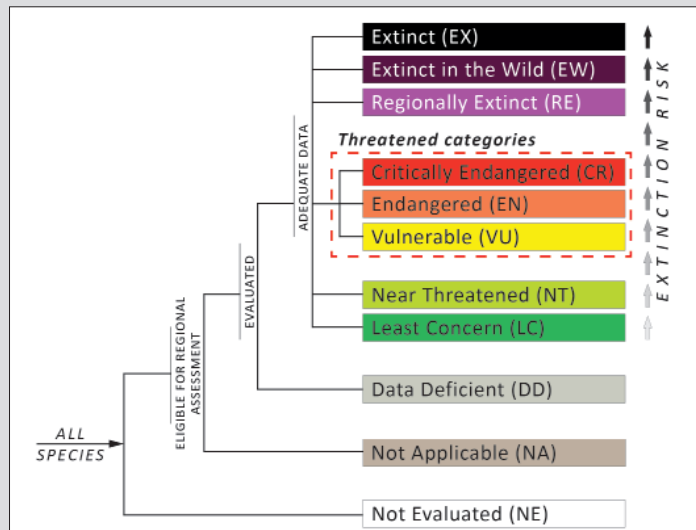 Extinct (EX)
Extinct in the Wild (EW)
Regionally Extinct (RE)
Threatened categories
Critically Endangered (CR)
Endangered (EN)
Vulnerable (VU)
Near Threatened (NT)
Least Concern (LC)
Data Deficient (DD)
Not Applicable (NA)
Not Evaluated (NE)
ADEQUATE DATA
EVALUATED
ELIGIBLE FOR REGIONAL
ASSESSMENT
ALL
SPECIES
EXTINCTION RISK